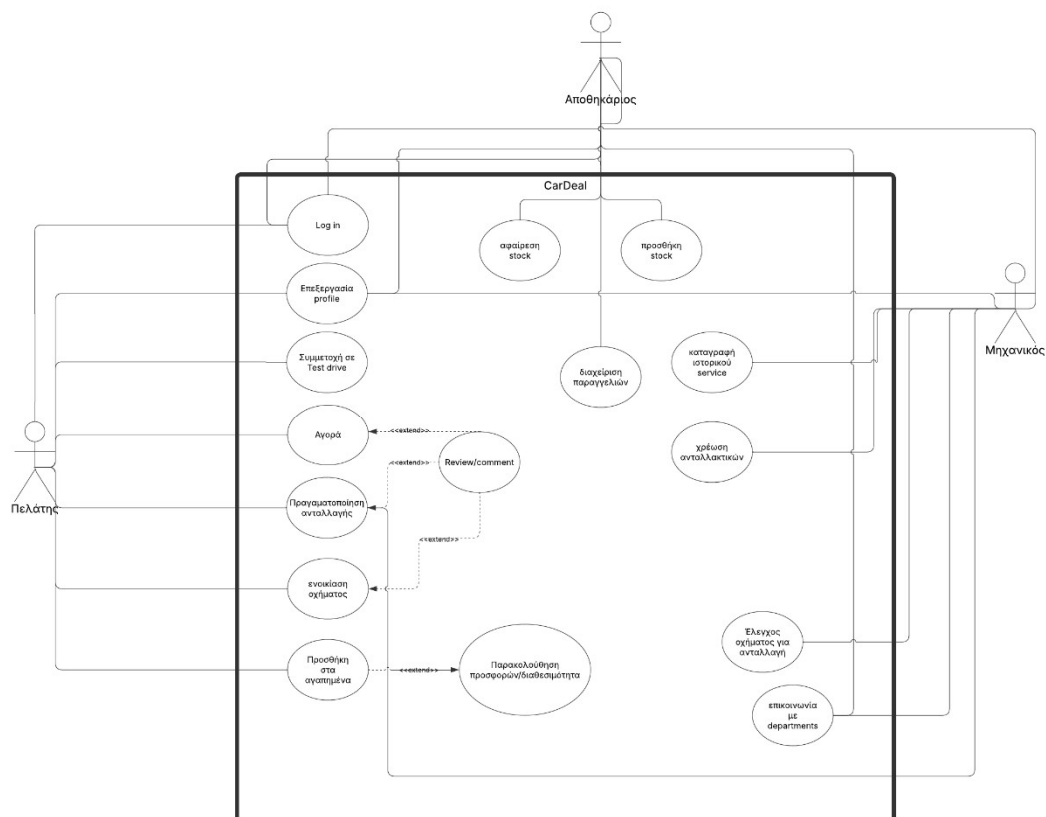 Αποθηκάριος
CarDeal
Log in
αφαίρεση
stock
προσθήκη
stock
Επεξεργασία
profile
Μηχανικός
Συμμετοχή σε
Test drive
διαχείριση
παραγγελιών
καταγραφή
ιστορικού
service
Αγορά
<<extend>>
Review/comment
<<extend>>
χρέωση
ανταλλακτικών
Πελάτης
Πραγαματοποίηση
ανταλλαγής
<<extend>>
ενοικίαση
οχήματος
Προσθήκη
στα
αγαπημένα
<<extend>>
Παρακολούθηση
προσφορών/διαθεσιμότητα
Έλεγχος
οχήματος για
ανταλλαγή
επικοινωνία
με
departments